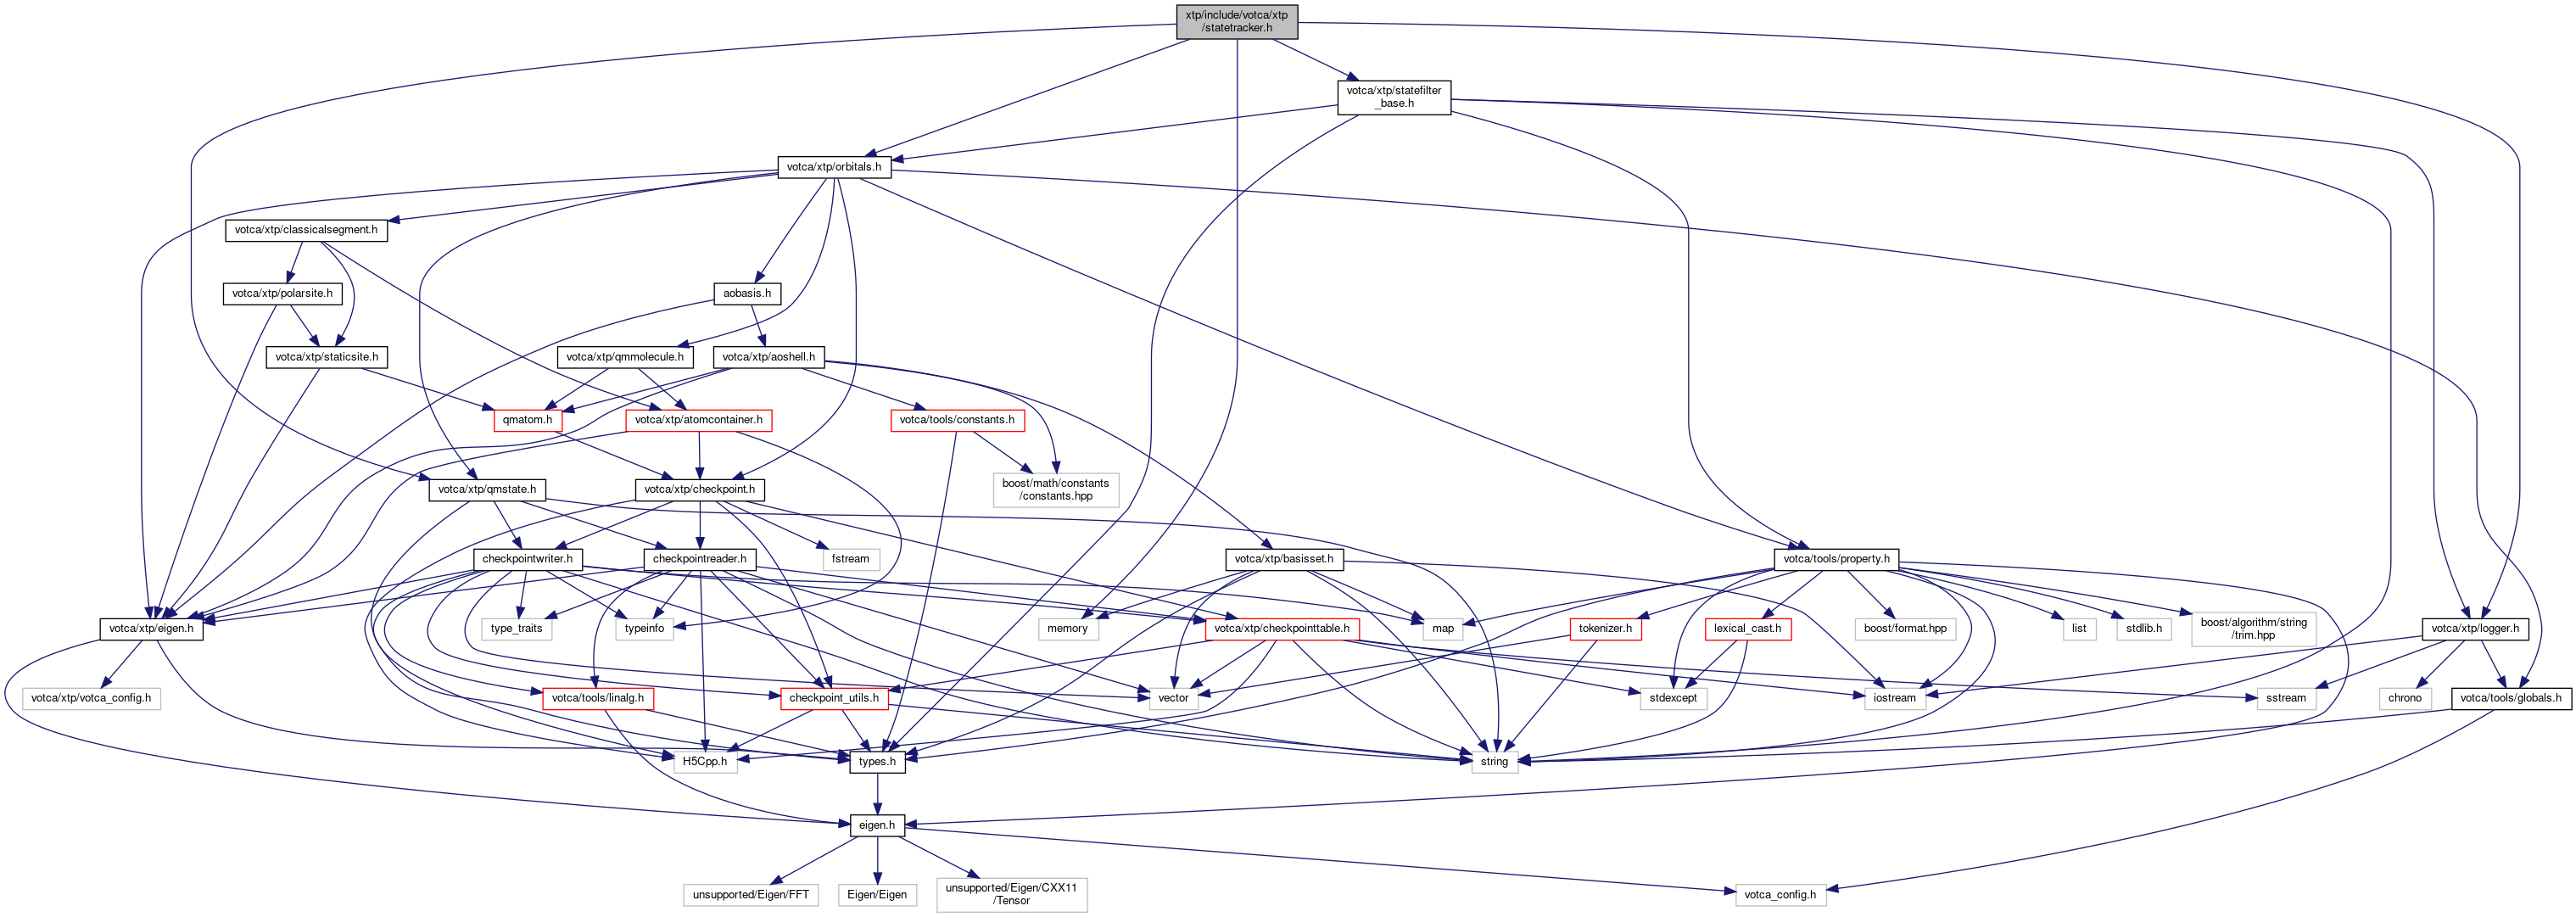 xtp/include/votca/xtp
/statetracker.h
votca/xtp/statefilter
_base.h
votca/xtp/orbitals.h
votca/xtp/classicalsegment.h
votca/xtp/polarsite.h
aobasis.h
votca/xtp/staticsite.h
votca/xtp/qmmolecule.h
votca/xtp/aoshell.h
qmatom.h
votca/xtp/atomcontainer.h
votca/tools/constants.h
votca/xtp/qmstate.h
votca/xtp/checkpoint.h
boost/math/constants
/constants.hpp
checkpointwriter.h
checkpointreader.h
fstream
votca/xtp/basisset.h
votca/tools/property.h
votca/xtp/eigen.h
type_traits
typeinfo
memory
votca/xtp/checkpointtable.h
map
tokenizer.h
lexical_cast.h
boost/format.hpp
list
stdlib.h
boost/algorithm/string
/trim.hpp
votca/xtp/logger.h
votca/xtp/votca_config.h
votca/tools/linalg.h
checkpoint_utils.h
vector
stdexcept
iostream
sstream
chrono
votca/tools/globals.h
H5Cpp.h
types.h
string
eigen.h
unsupported/Eigen/FFT
Eigen/Eigen
unsupported/Eigen/CXX11
/Tensor
votca_config.h